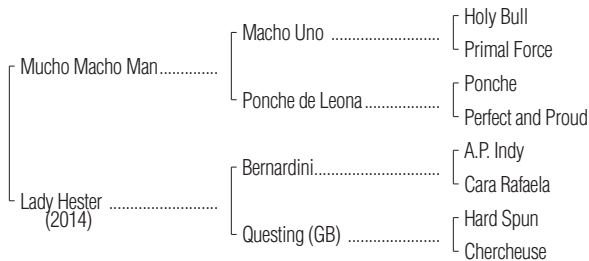 Holy Bull
Macho Uno ..................
Primal Force
Mucho Macho Man.............
Ponche
Ponche de Leona ............
Perfect and Proud
A.P. Indy
Bernardini.....................
Cara Rafaela
Lady Hester ...................
(2014)
Hard Spun
Questing (GB) ...............
Chercheuse